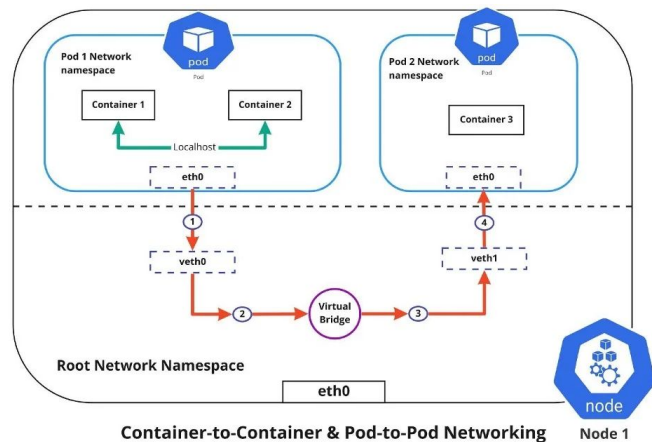 Pod 1 Network
namespace
pod
Pod
Container 1
Container 2
Localhost
eth0
Pod 2 Network
namespace
pod
Pod
Container 3
eth0
1
4
veth0
veth1
2
Virtual
Bridge
3
Root Network Namespace
eth0
node
Container-to-Container & Pod-to-Pod Networking
Node 1